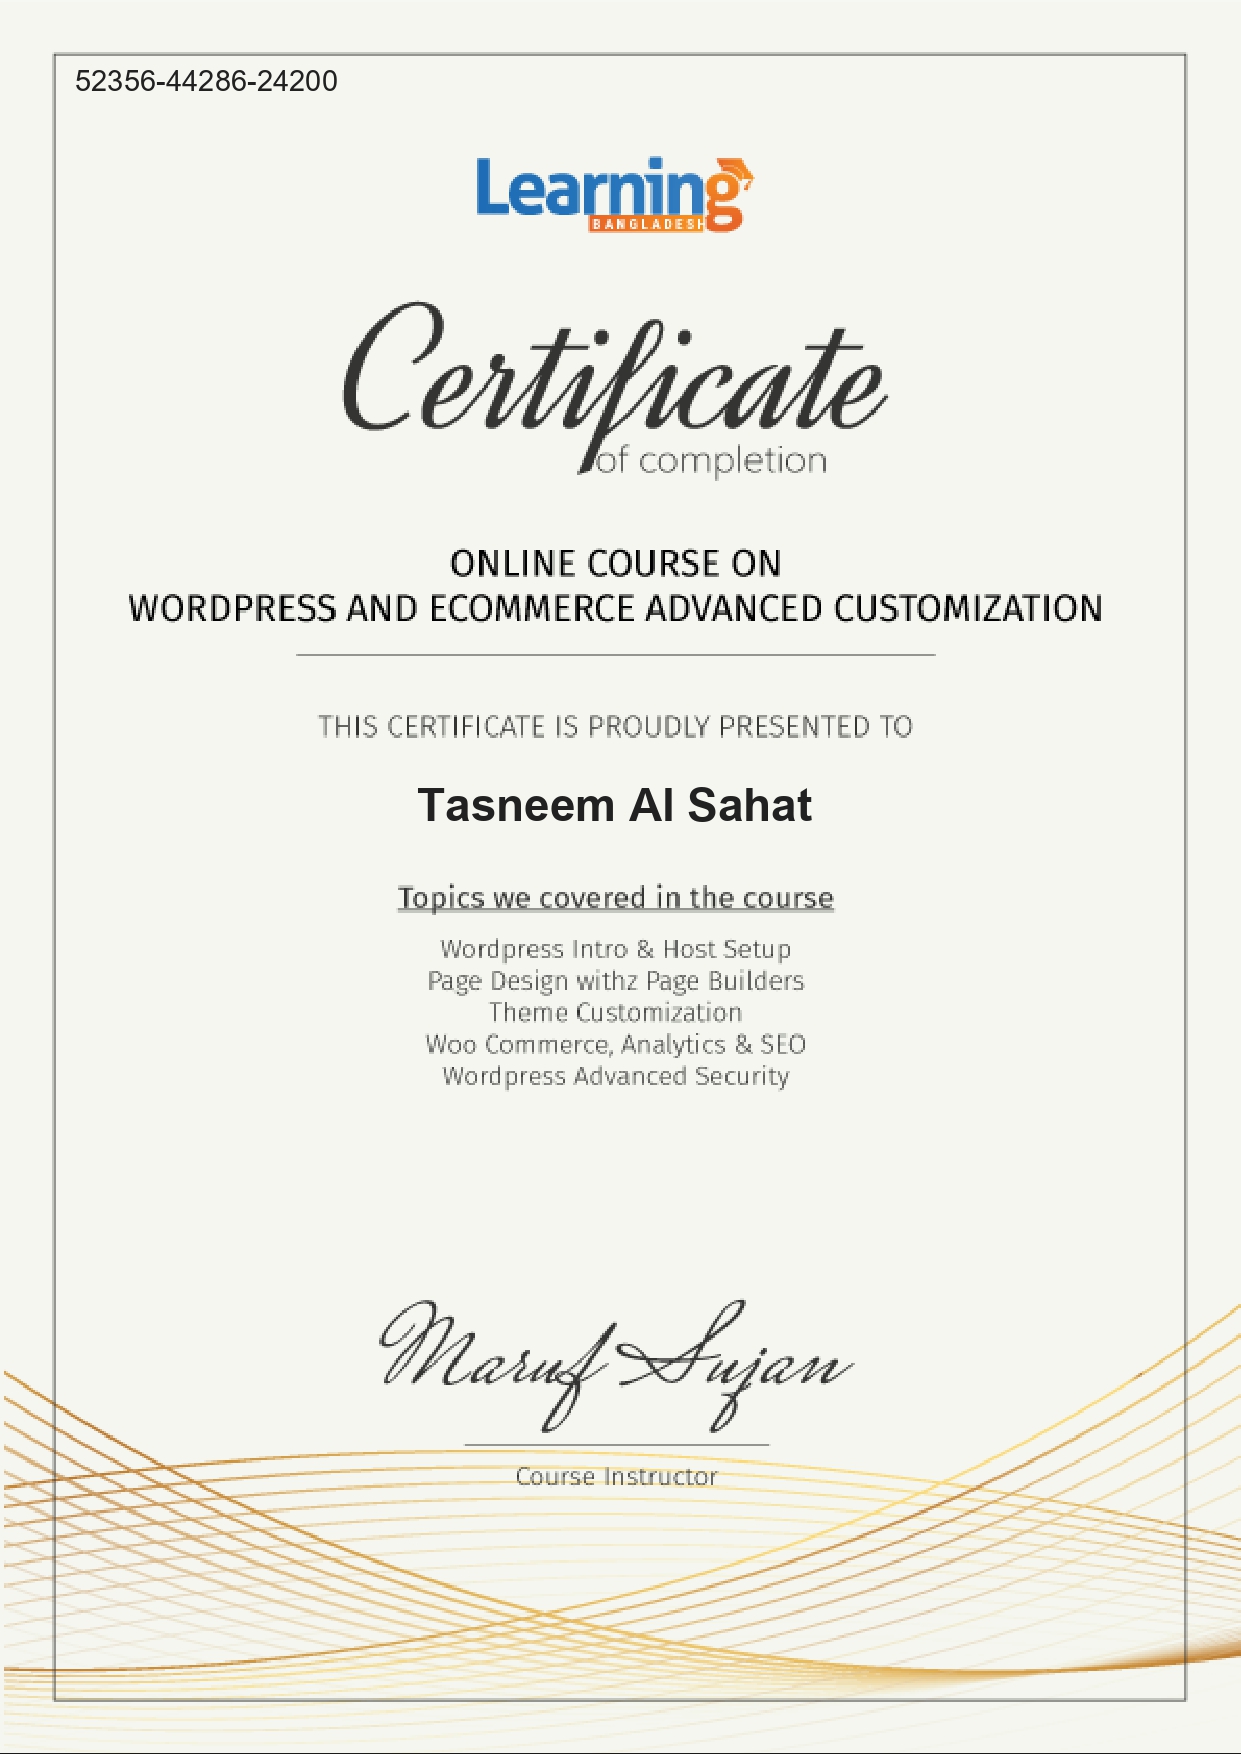 52356-44286-24200
Learning
BANGLADESH
Certificate
of completion
ONLINE COURSE ON
WORDPRESS AND ECOMMERCE ADVANCED CUSTOMIZATION
THIS CERTIFICATE IS PROUDLY PRESENTED TO
Tasneem Al Sahat
Topics we covered in the course
Wordpress Intro & Host Setup
Page Design withz Page Builders
Theme Customization
Woo Commerce, Analytics & SEO
Wordpress Advanced Security
Maruf Sujan
Course Instructor